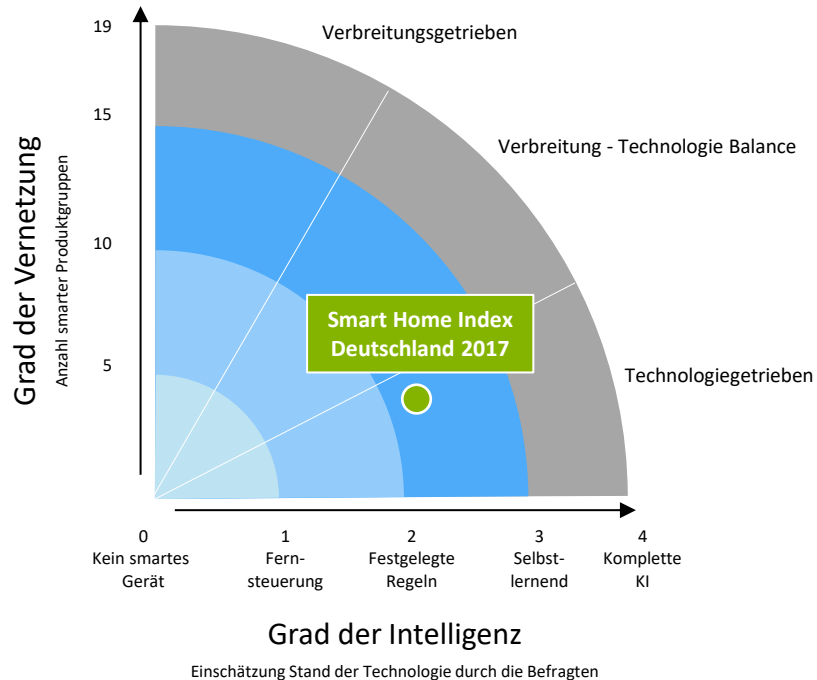 19
Verbreitungsgetrieben
15
Verbreitung - Technologie Balance
Grad der Vernetzung
Anzahl smarter Produktgruppen
10
Smart Home Index
Deutschland 2017
5
Technologiegetrieben
0
Kein smartes
Gerät
1
Fern-
steuerung
2
Festgelegte
Regeln
3
Selbst-
lernend
4
Komplette
KI
Grad der Intelligenz
Einschätzung Stand der Technologie durch die Befragten